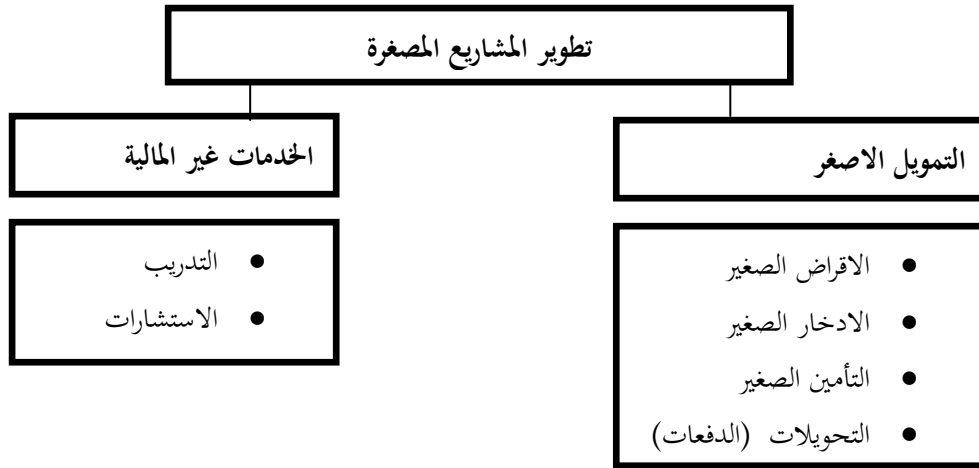 تطوير المشاريع المصغرة
التمويل الاصغر
الخدمات غير المالية
• الاقراض الصغير
• الادخار الصغير
• التأمين الصغير
• التحويلات (الدفعات)
• التدريب
• الاستشارات